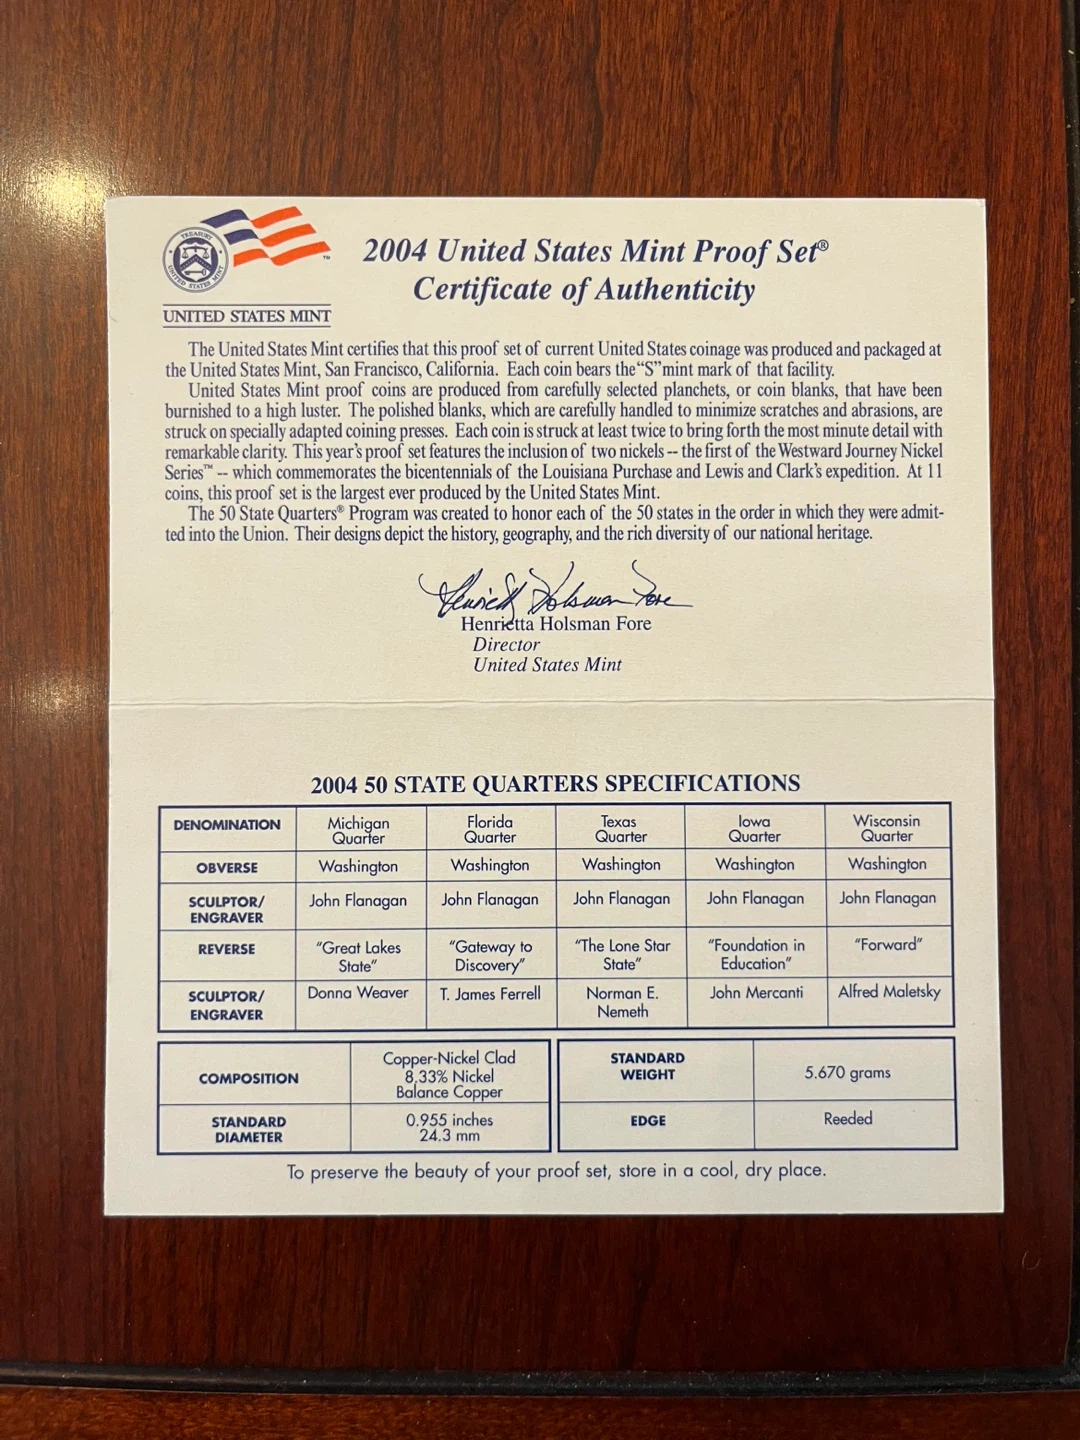 TREASURY
UNITED STATES MINT
™
UNITED STATES MINT
2004 United States Mint Proof Set®
Certificate of Authenticity
The United States Mint certifies that this proof set of current United States coinage was produced and packaged at
the United States Mint, San Francisco, California. Each coin bears the "S" mint mark of that facility.
United States Mint proof coins are produced from carefully selected planchets, or coin blanks, that have been
burnished to a high luster. The polished blanks, which are carefully handled to minimize scratches and abrasions, are
struck on specially adapted coining presses. Each coin is struck at least twice to bring forth the most minute detail with
remarkable clarity. This year's proof set features the inclusion of two nickels -- the first of the Westward Journey Nickel
Series™ -- which commemorates the bicentennials of the Louisiana Purchase and Lewis and Clark's expedition. At 11
coins, this proof set is the largest ever produced by the United States Mint.
The 50 State Quarters® Program was created to honor each of the 50 states in the order in which they were admit-
ted into the Union. Their designs depict the history, geography, and the rich diversity of our national heritage.
Henrietta Holsman Fore
Henrietta Holsman Fore
Director
United States Mint
2004 50 STATE QUARTERS SPECIFICATIONS
DENOMINATION Michigan Quarter Florida Quarter Texas Quarter Iowa Quarter Wisconsin Quarter
OBVERSE Washington Washington Washington Washington Washington
SCULPTOR/ ENGRAVER John Flanagan John Flanagan John Flanagan John Flanagan John Flanagan
REVERSE "Great Lakes State" "Gateway to Discovery" "The Lone Star State" "Foundation in Education" "Forward"
SCULPTOR/ ENGRAVER Donna Weaver T. James Ferrell Norman E. Nemeth John Mercanti Alfred Maletsky
COMPOSITION Copper-Nickel Clad 8.33% Nickel Balance Copper STANDARD WEIGHT 5.670 grams
STANDARD DIAMETER 0.955 inches 24.3 mm EDGE Reeded
To preserve the beauty of your proof set, store in a cool, dry place.